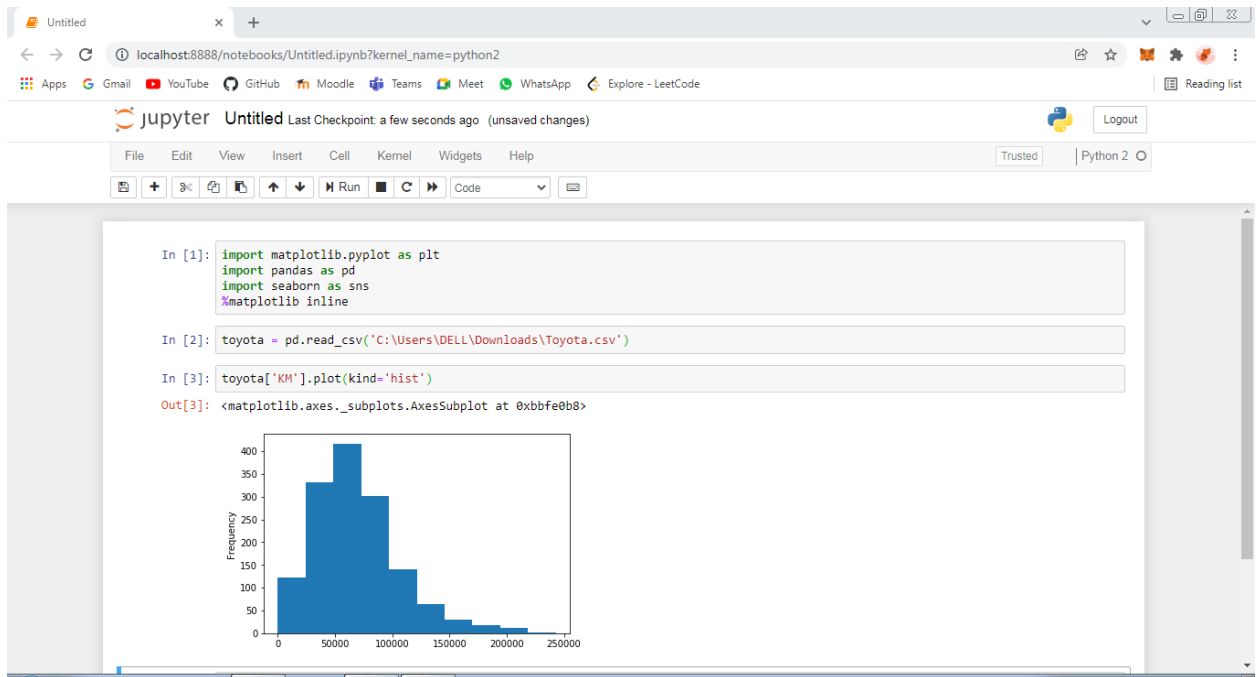 Untitled
localhost:8888/notebooks/Untitled.ipynb?kernel_name=python2
Apps Gmail YouTube GitHub Moodle Teams Meet WhatsApp Explore - LeetCode Reading list
jupyter Untitled Last Checkpoint: a few seconds ago (unsaved changes) Logout
File Edit View Insert Cell Kernel Widgets Help Trusted Python 2
Run Code
In [1]: import matplotlib.pyplot as plt
import pandas as pd
import seaborn as sns
%matplotlib inline
In [2]: toyota = pd.read_csv('C:\Users\DELL\Downloads\Toyota.csv')
In [3]: toyota['KM'].plot(kind='hist')
Out[3]: <matplotlib.axes._subplots.AxesSubplot at 0xbbfe0b8>
400
350
300
250
200
150
100
50
0
Frequency
0 50000 100000 150000 200000 250000